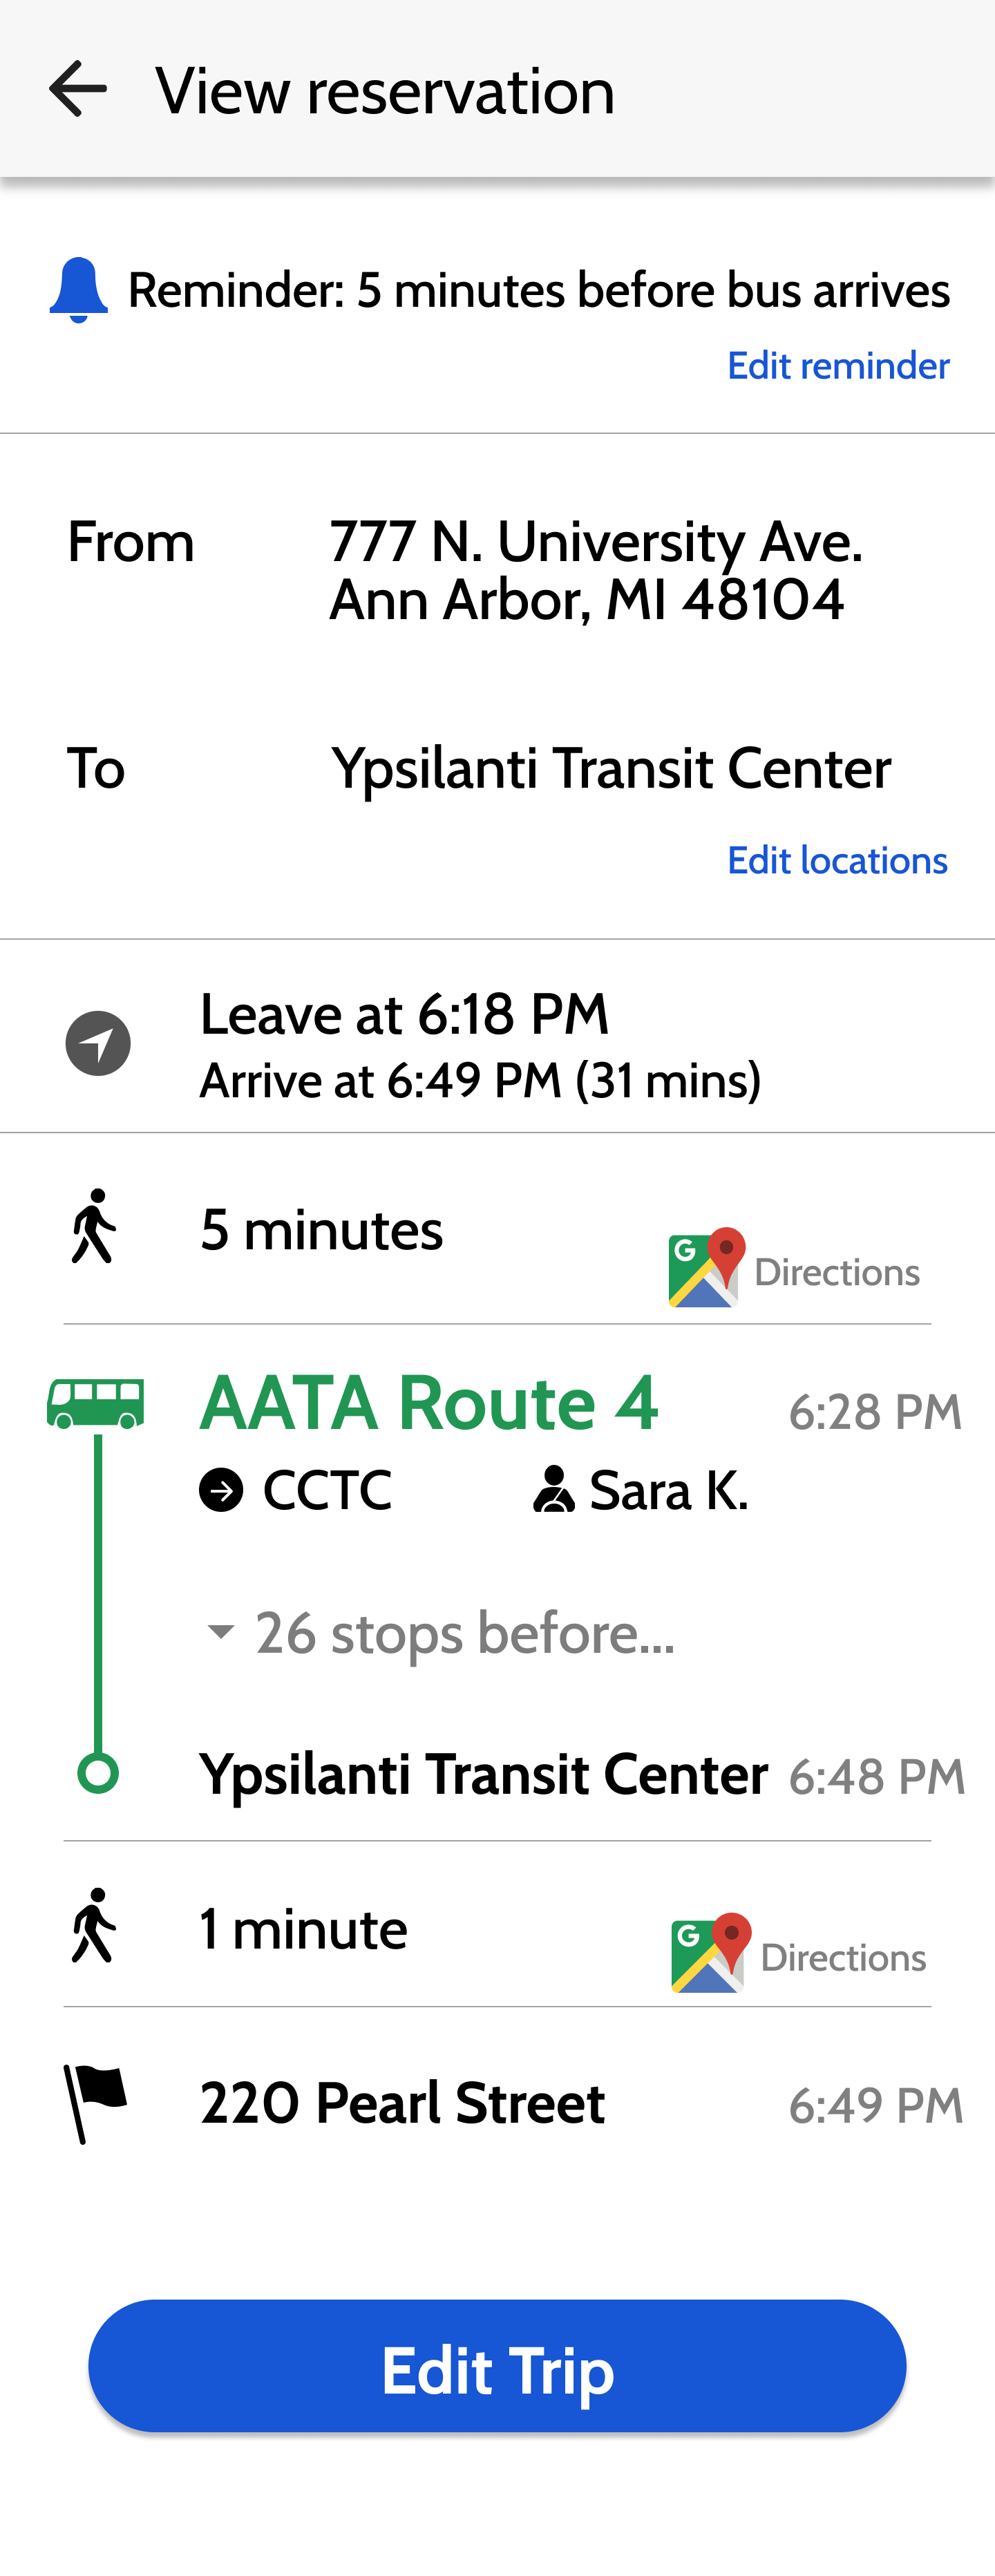 View reservation
Reminder: 5 minutes before bus arrives
Edit reminder
From
777 N. University Ave.
Ann Arbor, MI 48104
To
Ypsilanti Transit Center
Edit locations
Leave at 6:18 PM
Arrive at 6:49 PM (31 mins)
5 minutes
G
Directions
AATA Route 4
6:28 PM
CCTC
Sara K.
26 stops before...
Ypsilanti Transit Center
6:48 PM
1 minute
G
Directions
220 Pearl Street
6:49 PM
Edit Trip